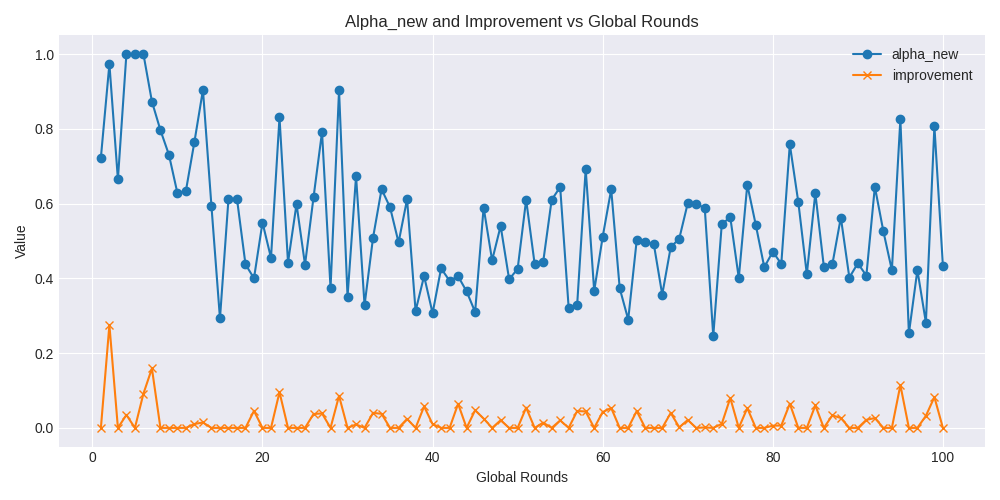 Alpha_new and Improvement vs Global Rounds
alpha_new
improvement
Value
1.0
0.8
0.6
0.4
0.2
0.0
0 20 40 60 80 100
Global Rounds